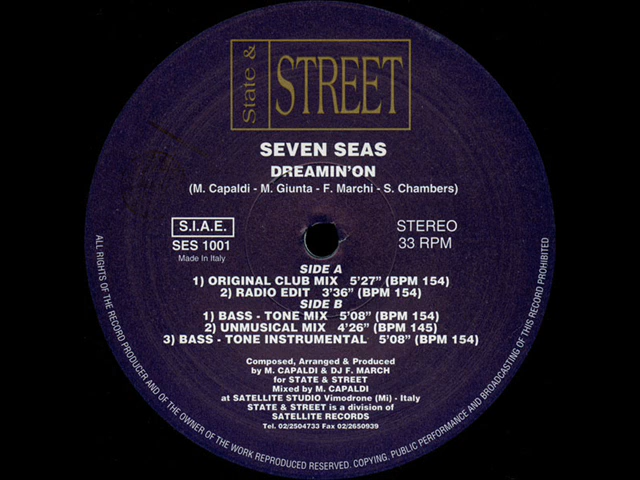 State &
STREET
SEVEN SEAS
DREAMIN'ON
(M. Capaldi - M. Giunta - F. Marchi - S. Chambers)
S.I.A.E.
SES 1001
Made in Italy
STEREO
33 RPM
SIDE A
1) ORIGINAL CLUB MIX 5'27" (BPM 154)
2) RADIO EDIT 3'36" (BPM 154)
SIDE B
1) BASS - TONE MIX 5'08" (BPM 154)
2) UNMUSICAL MIX 4'26" (BPM 145)
3) BASS - TONE INSTRUMENTAL 5'08" (BPM 154)
Composed, Arranged & Produced
by M. CAPALDI & DJ F. MARCH
for STATE & STREET
Mixed by M. CAPALDI
at SATELLITE STUDIO Vimodrone (Mi) - Italy
STATE & STREET is a division of
SATELLITE RECORDS
Tel. 02/2504733 Fax 02/2650939
ALL RIGHTS OF THE RECORD PRODUCER AND OF THE OWNER OF THE WORK REPRODUCED RESERVED. COPYING, PUBLIC PERFORMANCE AND BROADCASTING OF THIS RECORD PROHIBITED